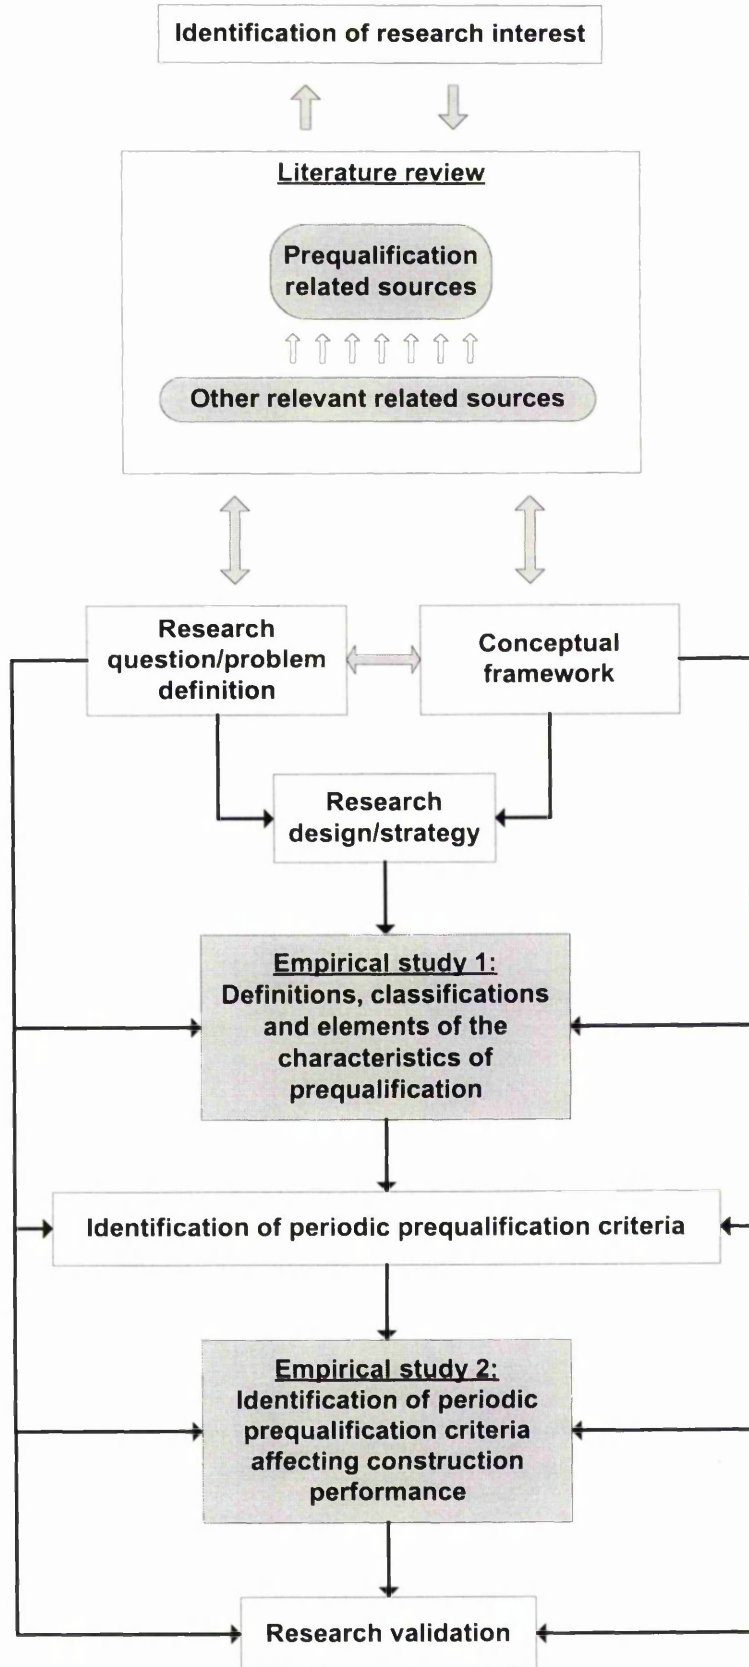 Identification of research interest
Literature review
Prequalification
related sources
Other relevant related sources
Research
question/problem
definition
Conceptual
framework
Research
design/strategy
Empirical study 1:
Definitions, classifications
and elements of the
characteristics of
prequalification
Identification of periodic prequalification criteria
Empirical study 2:
Identification of periodic
prequalification criteria
affecting construction
performance
Research validation